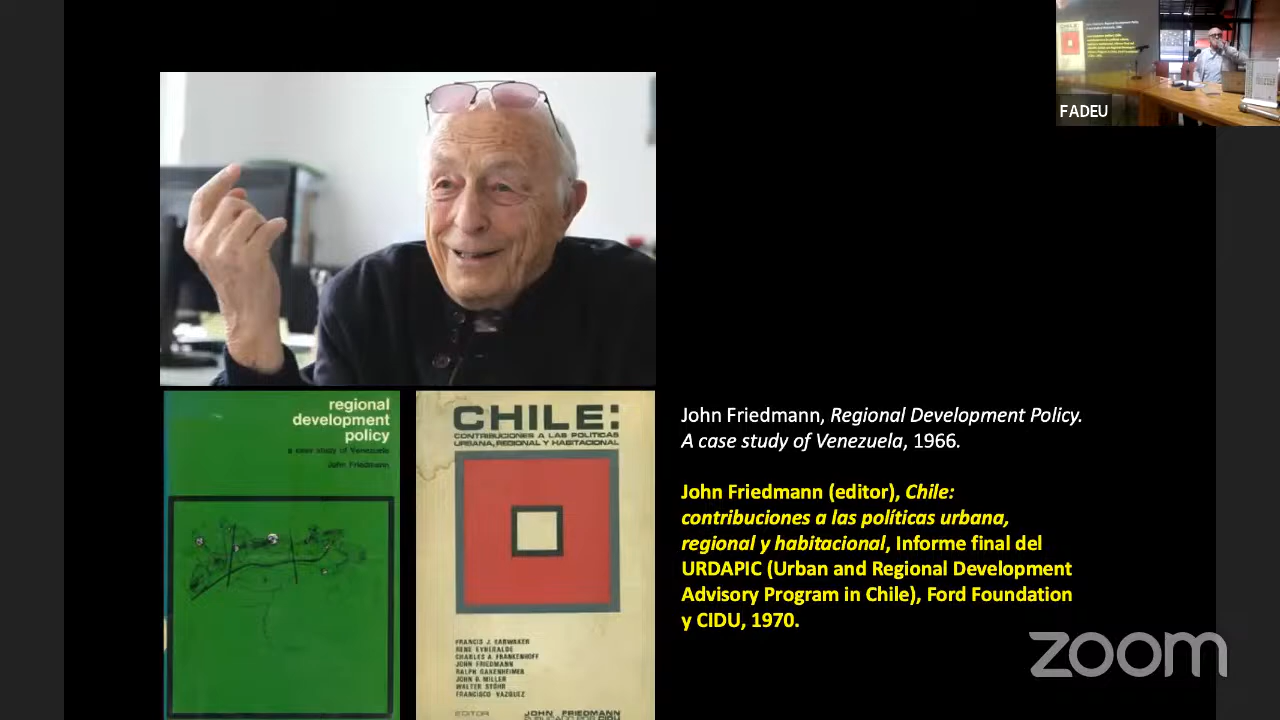 FADEU
regional
development
policy
a case study of Venezuela
John Friedmann
CHILE:
CONTRIBUCIONES A LAS POLITICAS
URBANA, REGIONAL Y HABITACIONAL
FRANCIS J.
RENE
CHARLES A. FRANKENHOFF
JOHN FRIEDMANN
RALPH GAKENHEIMER
JOHN MILLER
WALTER STÖHR
FRANCISCO VAZQUEZ
EDITOR JOHN FRIEDMANN
PUBLICADO POR CIDU
John Friedmann, Regional Development Policy.
A case study of Venezuela, 1966.
John Friedmann (editor), Chile:
contribuciones a las políticas urbana,
regional y habitacional, Informe final del
URDAPIC (Urban and Regional Development
Advisory Program in Chile), Ford Foundation
y CIDU, 1970.
zoom